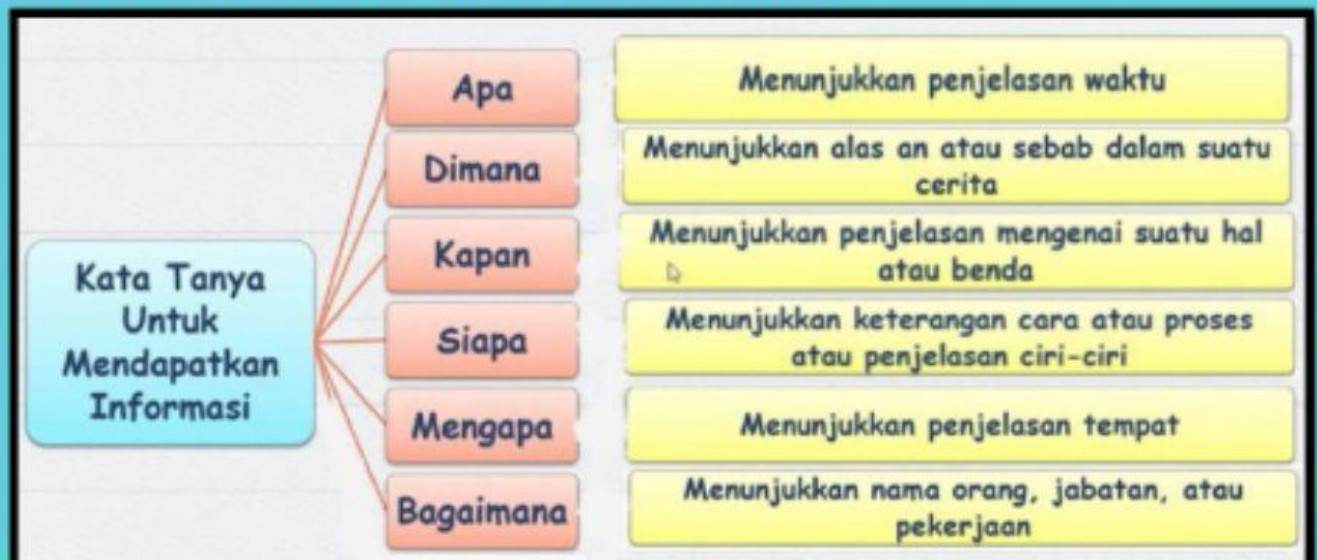 Kata Tanya
Untuk
Mendapatkan
Informasi
Apa
Menunjukkan penjelasan waktu
Dimana
Menunjukkan alas an atau sebab dalam suatu
cerita
Kapan
Menunjukkan penjelasan mengenai suatu hal
atau benda
Siapa
Menunjukkan keterangan cara atau proses
atau penjelasan ciri-ciri
Mengapa
Menunjukkan penjelasan tempat
Bagaimana
Menunjukkan nama orang, jabatan, atau
pekerjaan